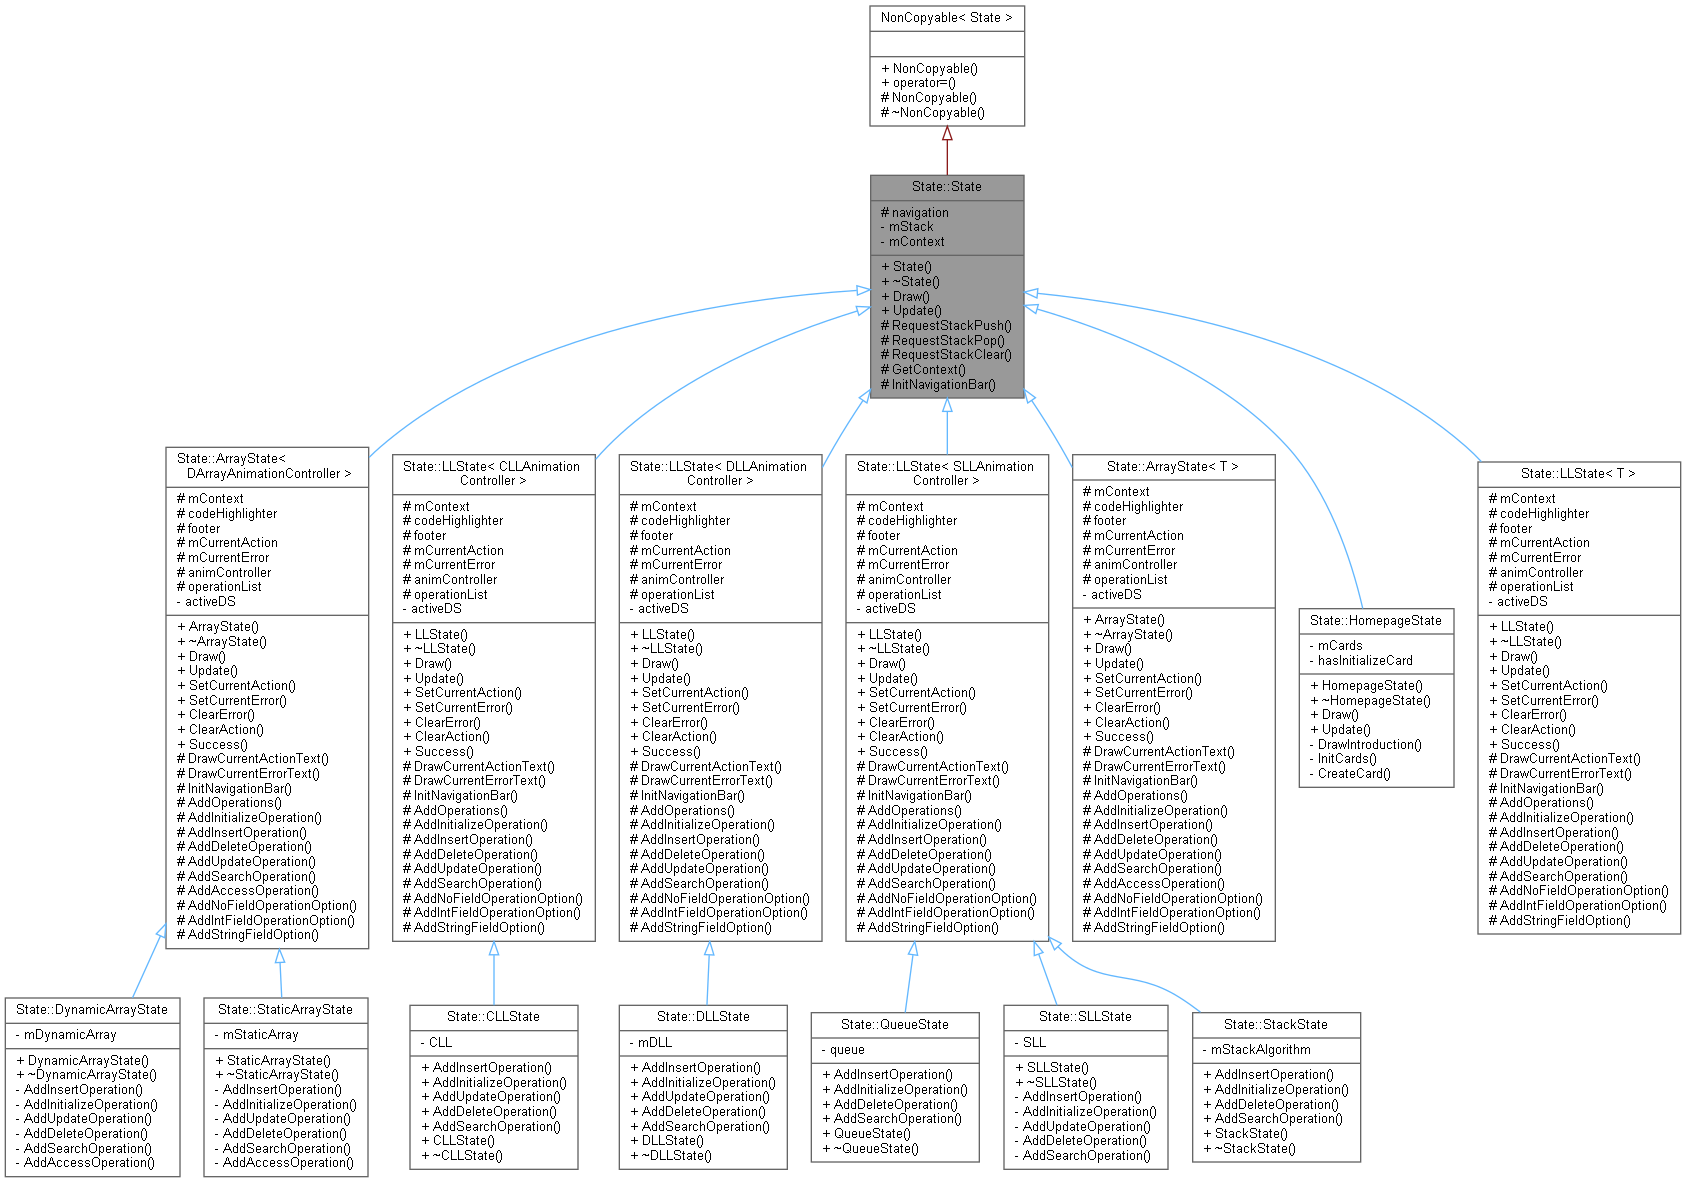 NonCopyable< State >
+ NonCopyable()
+ operator=()
# NonCopyable()
# ~NonCopyable()
State::State
# navigation
- mStack
- mContext
+ State()
+ ~State()
+ Draw()
+ Update()
# RequestStackPush()
# RequestStackPop()
# RequestStackClear()
# GetContext()
# InitNavigationBar()
State::ArrayState<
DArrayAnimationController >
# mContext
# codeHighlighter
# footer
# mCurrentAction
# mCurrentError
# animController
# operationList
- activeDS
+ ArrayState()
+ ~ArrayState()
+ Draw()
+ Update()
+ SetCurrentAction()
+ SetCurrentError()
+ ClearError()
+ ClearAction()
+ Success()
# DrawCurrentActionText()
# DrawCurrentErrorText()
# InitNavigationBar()
# AddOperations()
# AddInitializeOperation()
# AddInsertOperation()
# AddDeleteOperation()
# AddUpdateOperation()
# AddSearchOperation()
# AddAccessOperation()
# AddNoFieldOperationOption()
# AddIntFieldOperationOption()
# AddStringFieldOption()
State::LLState< CLLAnimation
Controller >
# mContext
# codeHighlighter
# footer
# mCurrentAction
# mCurrentError
# animController
# operationList
- activeDS
+ LLState()
+ ~LLState()
+ Draw()
+ Update()
+ SetCurrentAction()
+ SetCurrentError()
+ ClearError()
+ ClearAction()
+ Success()
# DrawCurrentActionText()
# DrawCurrentErrorText()
# InitNavigationBar()
# AddOperations()
# AddInitializeOperation()
# AddInsertOperation()
# AddDeleteOperation()
# AddUpdateOperation()
# AddSearchOperation()
# AddNoFieldOperationOption()
# AddIntFieldOperationOption()
# AddStringFieldOption()
State::LLState< DLLAnimation
Controller >
# mContext
# codeHighlighter
# footer
# mCurrentAction
# mCurrentError
# animController
# operationList
- activeDS
+ LLState()
+ ~LLState()
+ Draw()
+ Update()
+ SetCurrentAction()
+ SetCurrentError()
+ ClearError()
+ ClearAction()
+ Success()
# DrawCurrentActionText()
# DrawCurrentErrorText()
# InitNavigationBar()
# AddOperations()
# AddInitializeOperation()
# AddInsertOperation()
# AddDeleteOperation()
# AddUpdateOperation()
# AddSearchOperation()
# AddNoFieldOperationOption()
# AddIntFieldOperationOption()
# AddStringFieldOption()
State::LLState< SLLAnimation
Controller >
# mContext
# codeHighlighter
# footer
# mCurrentAction
# mCurrentError
# animController
# operationList
- activeDS
+ LLState()
+ ~LLState()
+ Draw()
+ Update()
+ SetCurrentAction()
+ SetCurrentError()
+ ClearError()
+ ClearAction()
+ Success()
# DrawCurrentActionText()
# DrawCurrentErrorText()
# InitNavigationBar()
# AddOperations()
# AddInitializeOperation()
# AddInsertOperation()
# AddDeleteOperation()
# AddUpdateOperation()
# AddSearchOperation()
# AddNoFieldOperationOption()
# AddIntFieldOperationOption()
# AddStringFieldOption()
State::ArrayState< T >
# mContext
# codeHighlighter
# footer
# mCurrentAction
# mCurrentError
# animController
# operationList
- activeDS
+ ArrayState()
+ ~ArrayState()
+ Draw()
+ Update()
+ SetCurrentAction()
+ SetCurrentError()
+ ClearError()
+ ClearAction()
+ Success()
# DrawCurrentActionText()
# DrawCurrentErrorText()
# InitNavigationBar()
# AddOperations()
# AddInitializeOperation()
# AddInsertOperation()
# AddDeleteOperation()
# AddUpdateOperation()
# AddSearchOperation()
# AddAccessOperation()
# AddNoFieldOperationOption()
# AddIntFieldOperationOption()
# AddStringFieldOption()
State::HomepageState
- mCards
- hasInitializeCard
+ HomepageState()
+ ~HomepageState()
+ Draw()
+ Update()
- DrawIntroduction()
- InitCards()
- CreateCard()
State::LLState< T >
# mContext
# codeHighlighter
# footer
# mCurrentAction
# mCurrentError
# animController
# operationList
- activeDS
+ LLState()
+ ~LLState()
+ Draw()
+ Update()
+ SetCurrentAction()
+ SetCurrentError()
+ ClearError()
+ ClearAction()
+ Success()
# DrawCurrentActionText()
# DrawCurrentErrorText()
# InitNavigationBar()
# AddOperations()
# AddInitializeOperation()
# AddInsertOperation()
# AddDeleteOperation()
# AddUpdateOperation()
# AddSearchOperation()
# AddNoFieldOperationOption()
# AddIntFieldOperationOption()
# AddStringFieldOption()
State::DynamicArrayState
- mDynamicArray
+ DynamicArrayState()
+ ~DynamicArrayState()
- AddInsertOperation()
- AddInitializeOperation()
- AddUpdateOperation()
- AddDeleteOperation()
- AddSearchOperation()
- AddAccessOperation()
State::StaticArrayState
- mStaticArray
+ StaticArrayState()
+ ~StaticArrayState()
- AddInsertOperation()
- AddInitializeOperation()
- AddUpdateOperation()
- AddDeleteOperation()
- AddSearchOperation()
- AddAccessOperation()
State::CLLState
- CLL
+ AddInsertOperation()
+ AddInitializeOperation()
+ AddUpdateOperation()
+ AddDeleteOperation()
+ AddSearchOperation()
+ CLLState()
+ ~CLLState()
State::DLLState
- mDLL
+ AddInsertOperation()
+ AddInitializeOperation()
+ AddUpdateOperation()
+ AddDeleteOperation()
+ AddSearchOperation()
+ DLLState()
+ ~DLLState()
State::QueueState
- queue
+ AddInsertOperation()
+ AddInitializeOperation()
+ AddDeleteOperation()
+ AddSearchOperation()
+ QueueState()
+ ~QueueState()
State::SLLState
- SLL
+ SLLState()
+ ~SLLState()
- AddInsertOperation()
- AddInitializeOperation()
- AddUpdateOperation()
- AddDeleteOperation()
- AddSearchOperation()
State::StackState
- mStackAlgorithm
+ AddInsertOperation()
+ AddInitializeOperation()
+ AddDeleteOperation()
+ AddSearchOperation()
+ StackState()
+ ~StackState()